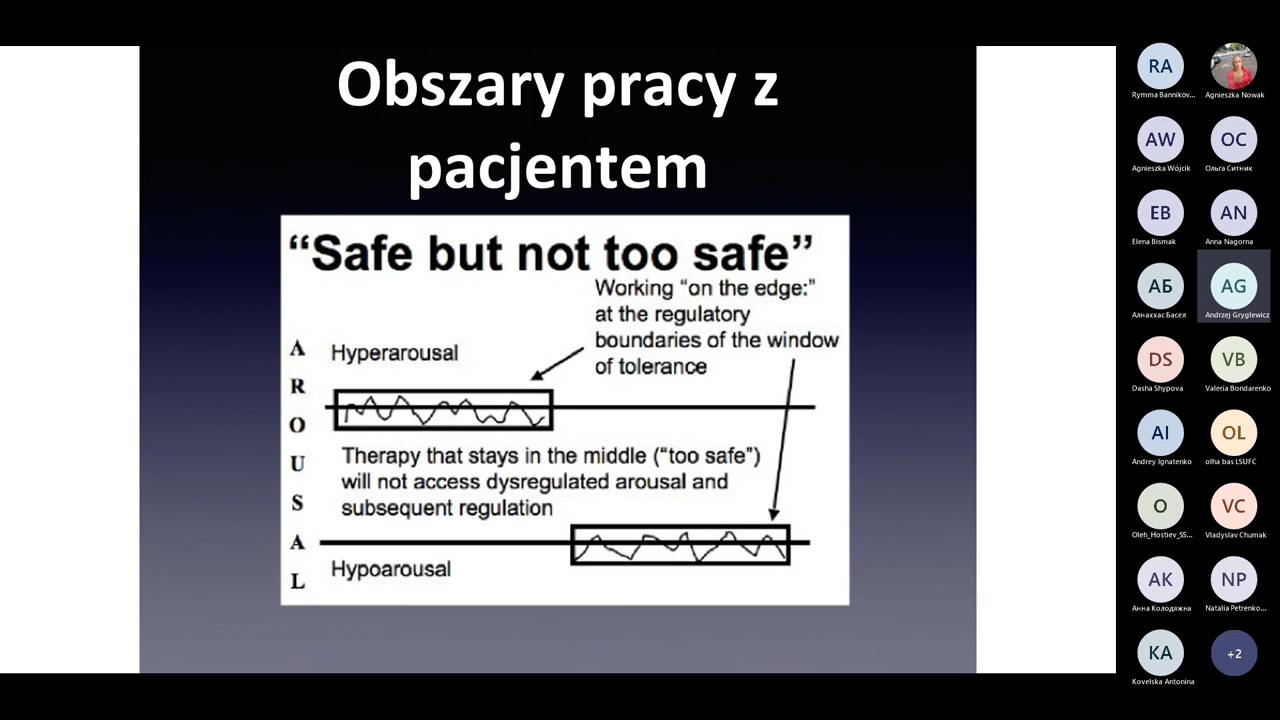 Obszary pracy z
pacjentem
“Safe but not too safe”
Working “on the edge:”
at the regulatory
boundaries of the window
of tolerance
AROUSAL
Hyperarousal
Therapy that stays in the middle (“too safe”)
will not access dysregulated arousal and
subsequent regulation
Hypoarousal
RA
Rymma Bannikov...
Agnieszka Nowak
AW
Agnieszka Wójcik
ОС
Ольга Ситник
EB
Elena Bismak
AN
Anna Nagorna
АБ
Алнаххас Басел
AG
Andrzej Gryglewicz
DS
Dasha Shypova
VB
Valeria Bondarenko
AI
Andrey Ignatenko
OL
olha bas LSUFC
O
Oleh_Hostiev_SS...
VC
Vladyslav Chumak
АК
Анна Колодяжна
NP
Natalia Petrenko...
KA
Kovelska Antonina
+2